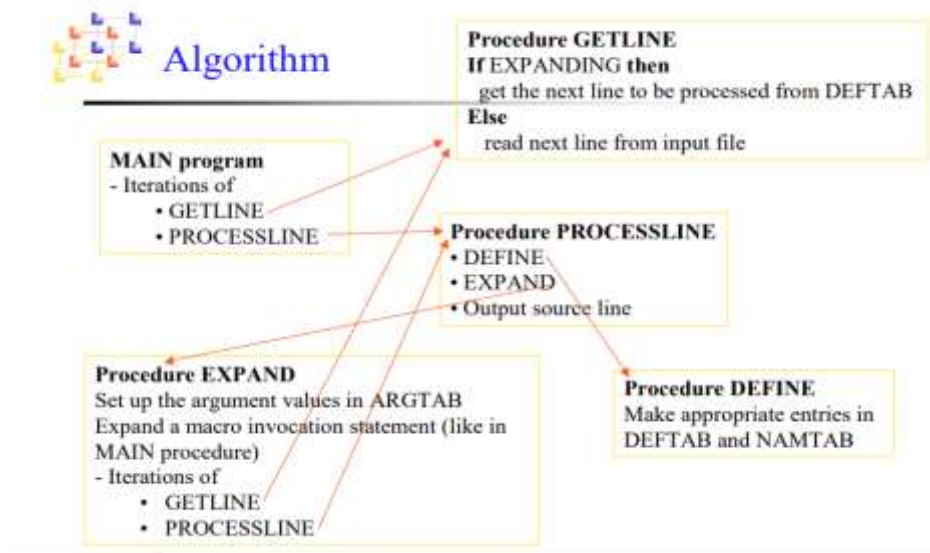 Algorithm
Procedure GETLINE
If EXPANDING then
get the next line to be processed from DEFTAB
Else
read next line from input file
MAIN program
- Iterations of
• GETLINE
• PROCESSLINE
Procedure PROCESSLINE
• DEFINE
• EXPAND
• Output source line
Procedure EXPAND
Set up the argument values in ARGTAB
Expand a macro invocation statement (like in
MAIN procedure)
- Iterations of
• GETLINE
• PROCESSLINE
Procedure DEFINE
Make appropriate entries in
DEFTAB and NAMTAB